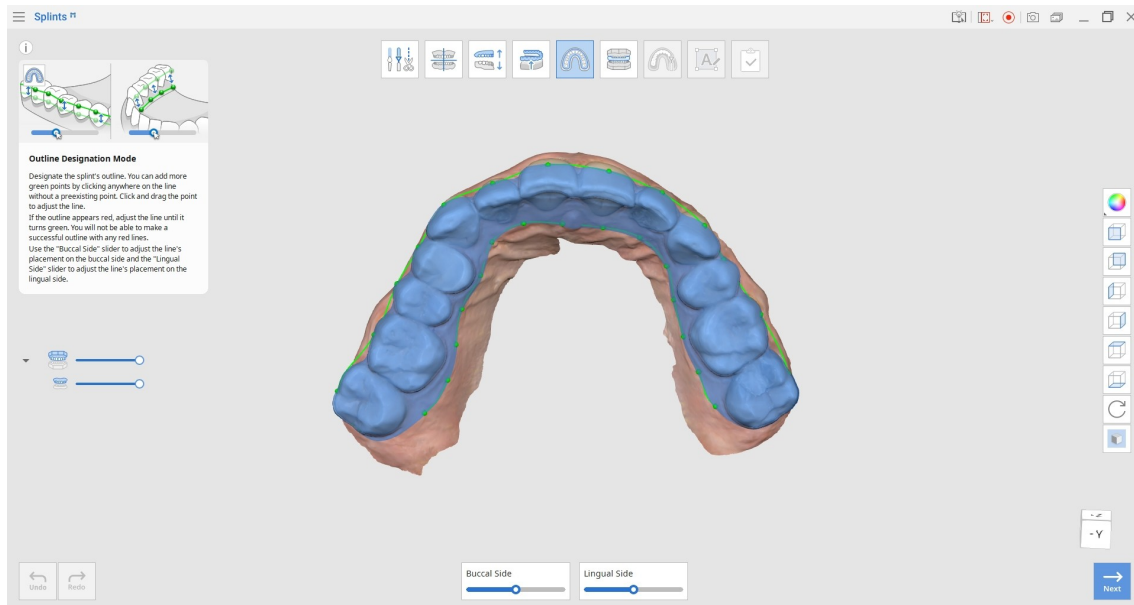 Splints
Outline Designation Mode
Designate the splint's outline. You can add more
green points by clicking anywhere on the line
without a preexisting point. Click and drag the point
to adjust the line.
If the outline appears red, adjust the line until it
turns green. You will not be able to make a
successful outline with any red lines.
Use the "Buccal Side" slider to adjust the line's
placement on the buccal side and the "Lingual
Side" slider to adjust the line's placement on the
lingual side.
- Z
- Y
Undo
Redo
Buccal Side
Lingual Side
Next